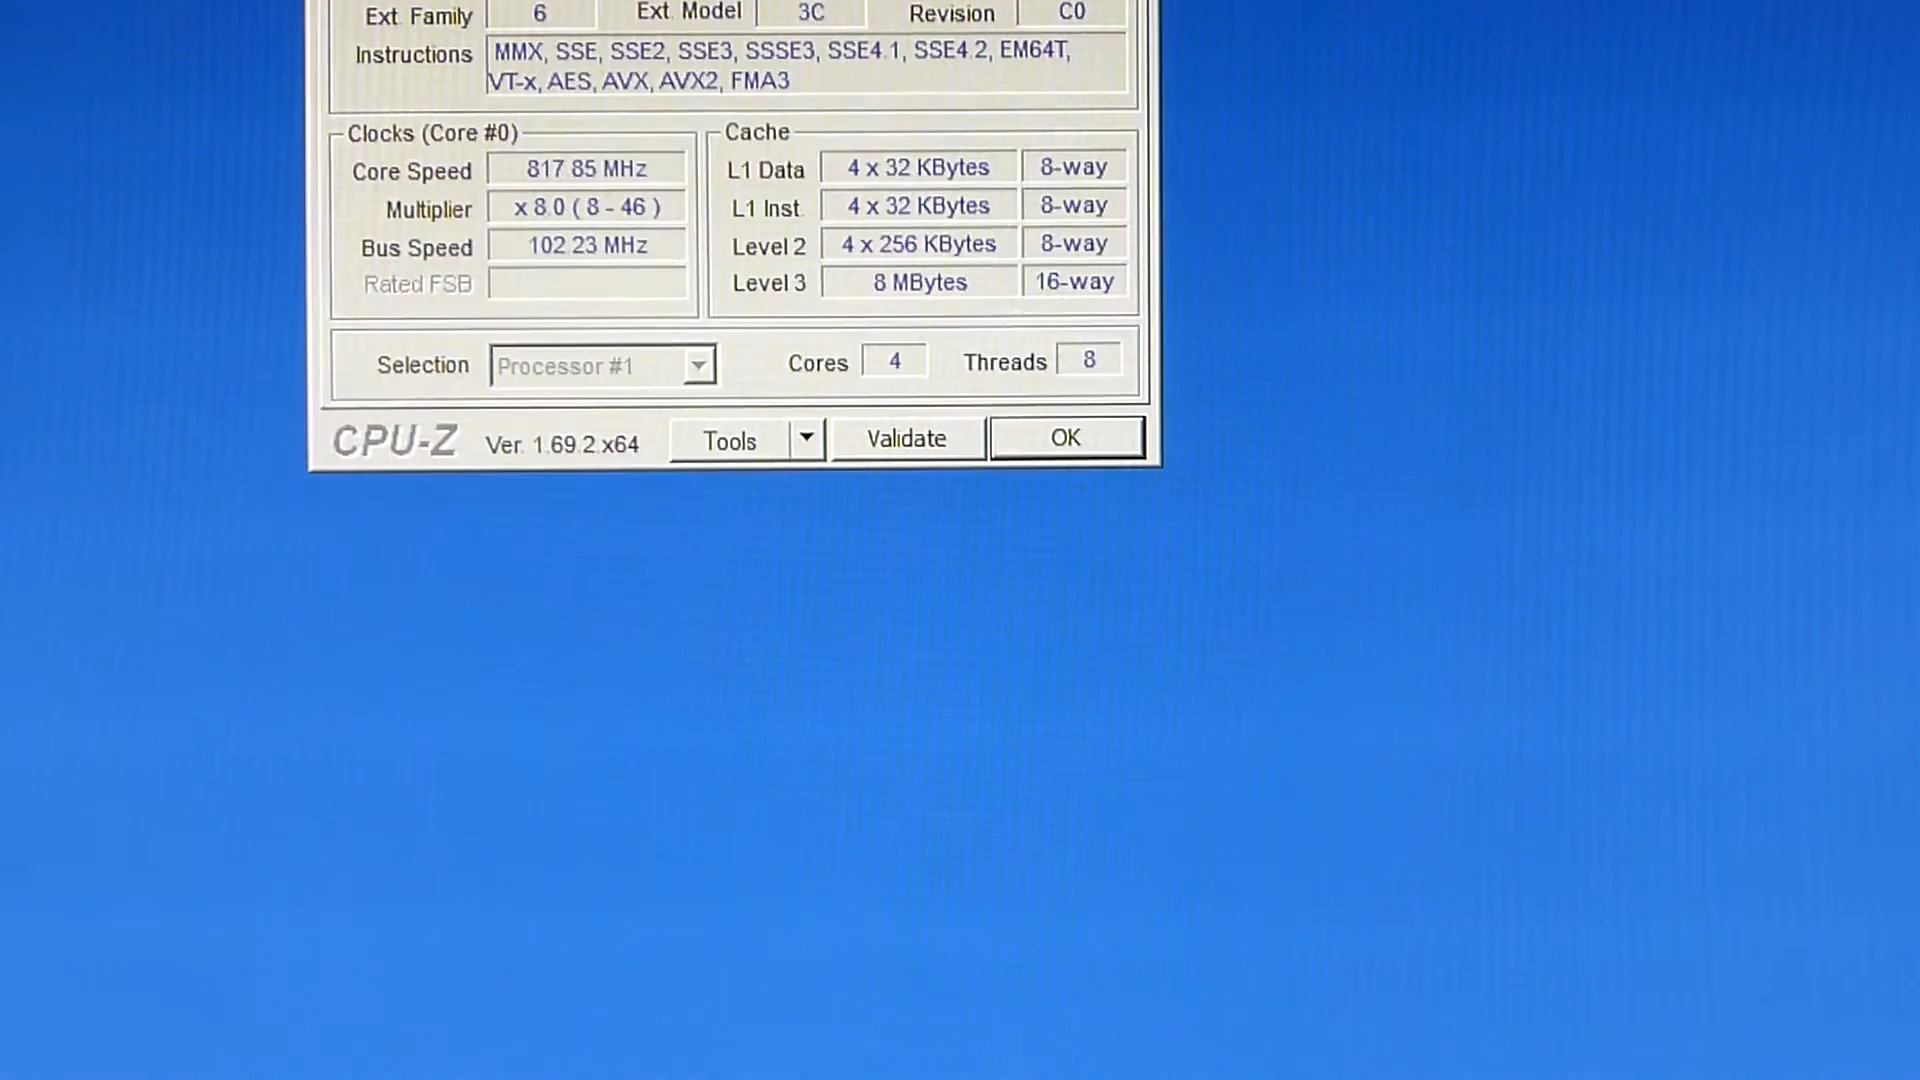 Ext. Family 6 Ext. Model 3C Revision C0
Instructions MMX, SSE, SSE2, SSE3, SSSE3, SSE4.1, SSE4.2, EM64T,
VT-x, AES, AVX, AVX2, FMA3
Clocks (Core #0)
Core Speed 817.85 MHz
Multiplier x 8.0 ( 8 - 46 )
Bus Speed 102.23 MHz
Rated FSB
Cache
L1 Data 4 x 32 KBytes 8-way
L1 Inst. 4 x 32 KBytes 8-way
Level 2 4 x 256 KBytes 8-way
Level 3 8 MBytes 16-way
Selection Processor #1 Cores 4 Threads 8
CPU-Z Ver. 1.69.2.x64 Tools Validate OK